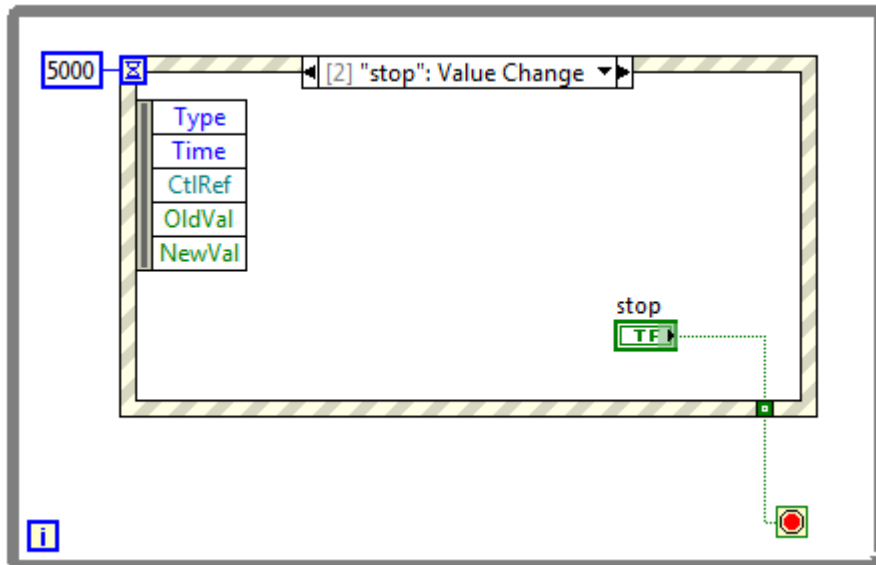 5000
[2] "stop": Value Change
Type
Time
CtlRef
OldVal
NewVal
stop
TF
i